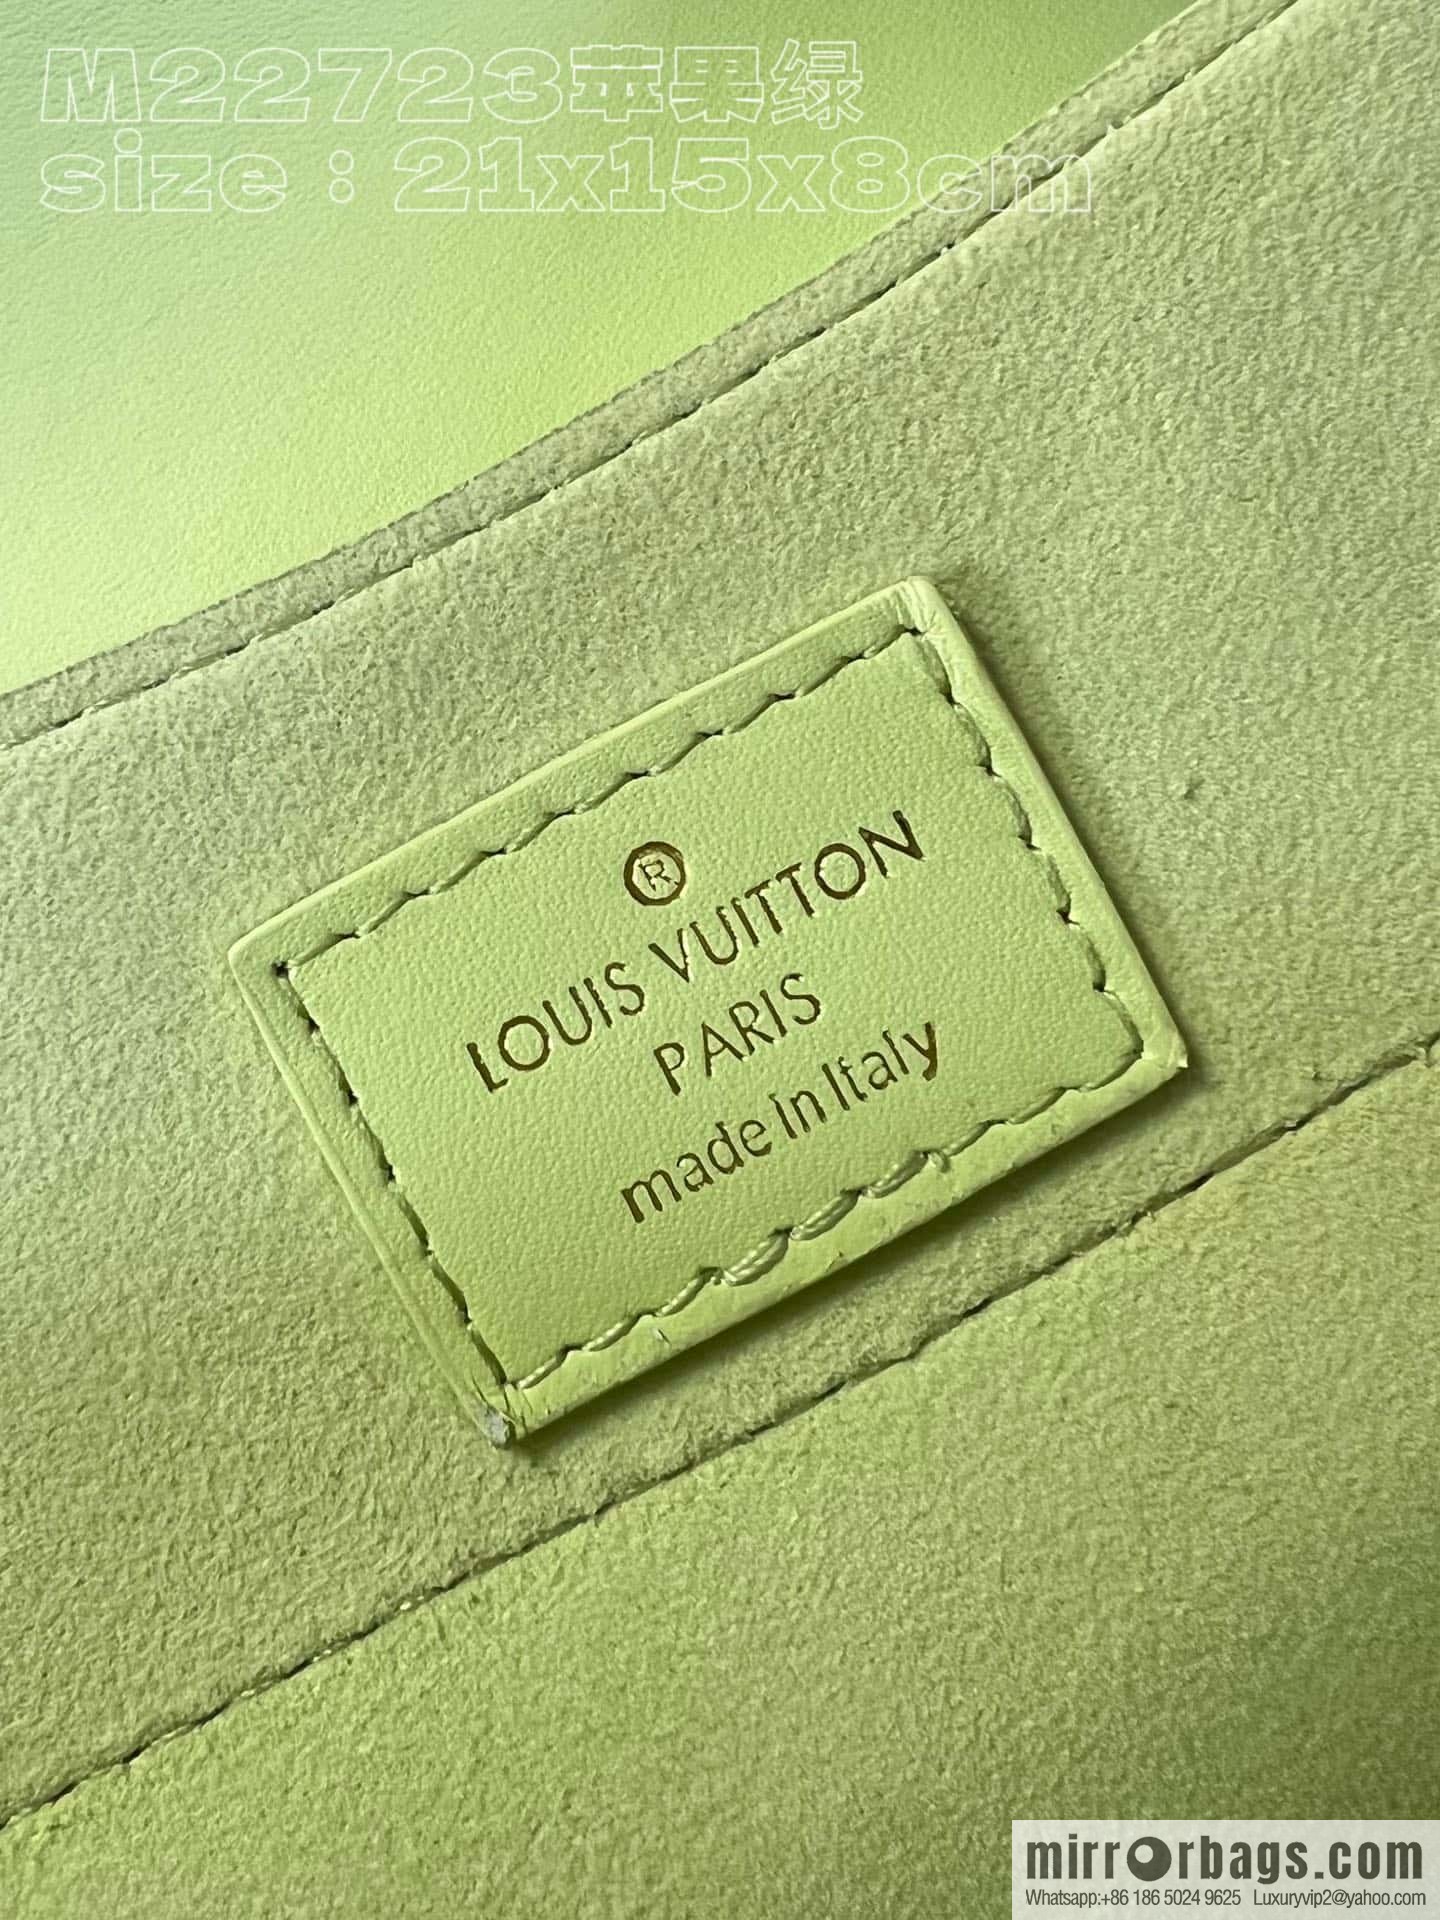 M22723苹果绿
size：21x15x8cm
®
LOUIS VUITTON
PARIS
made in Italy
mirrorbags.com
Whatsapp:+86 186 5024 9625 Luxuryvip2@yahoo.com